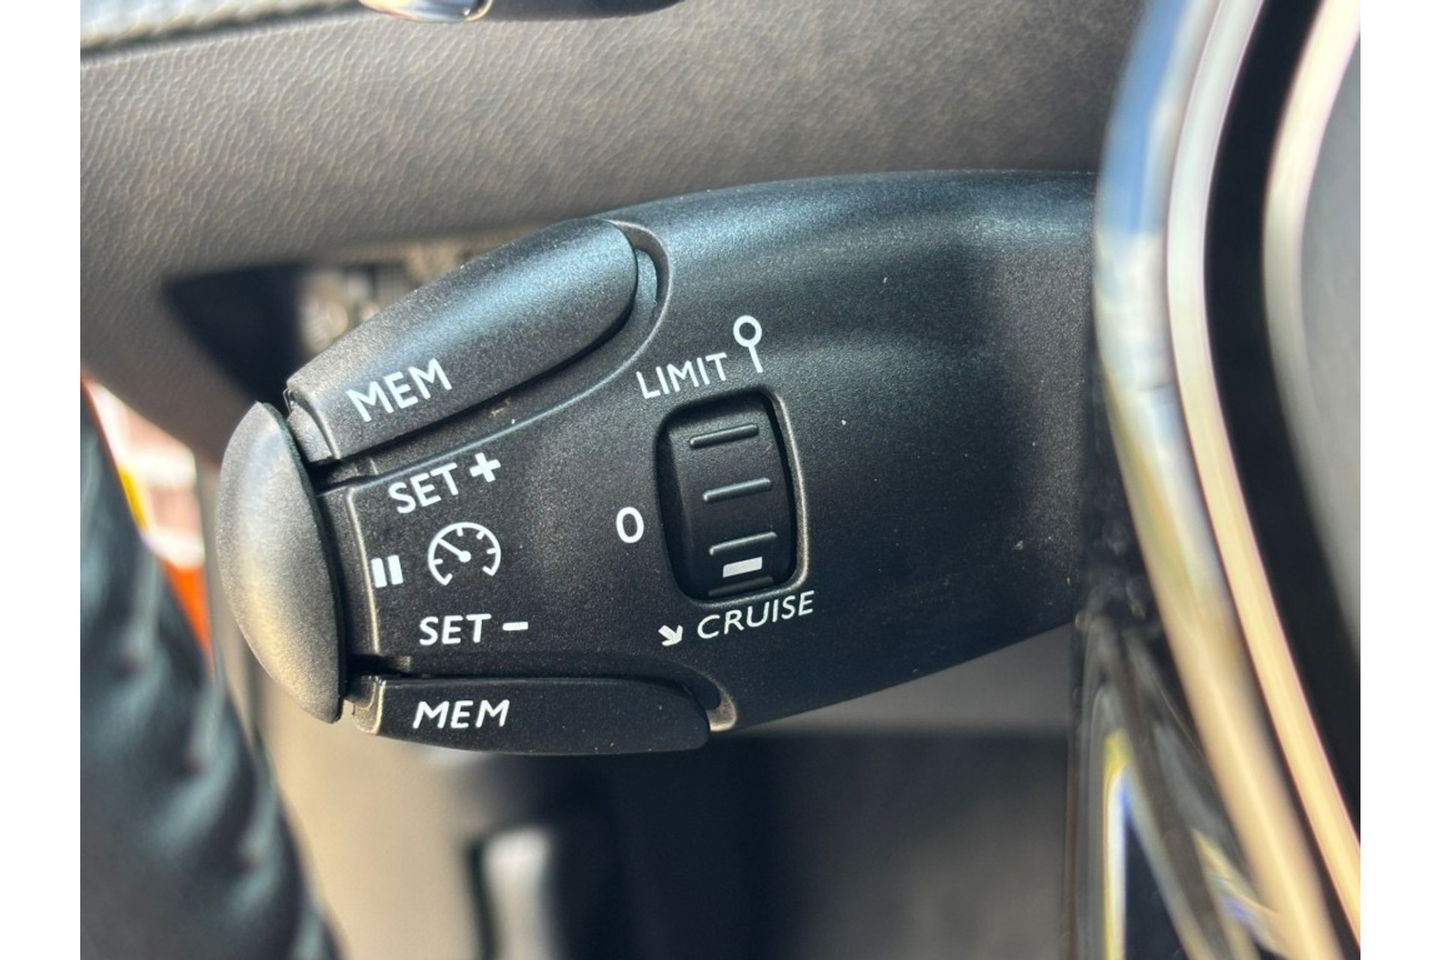 MEM
LIMIT
SET +
0
SET -
CRUISE
MEM